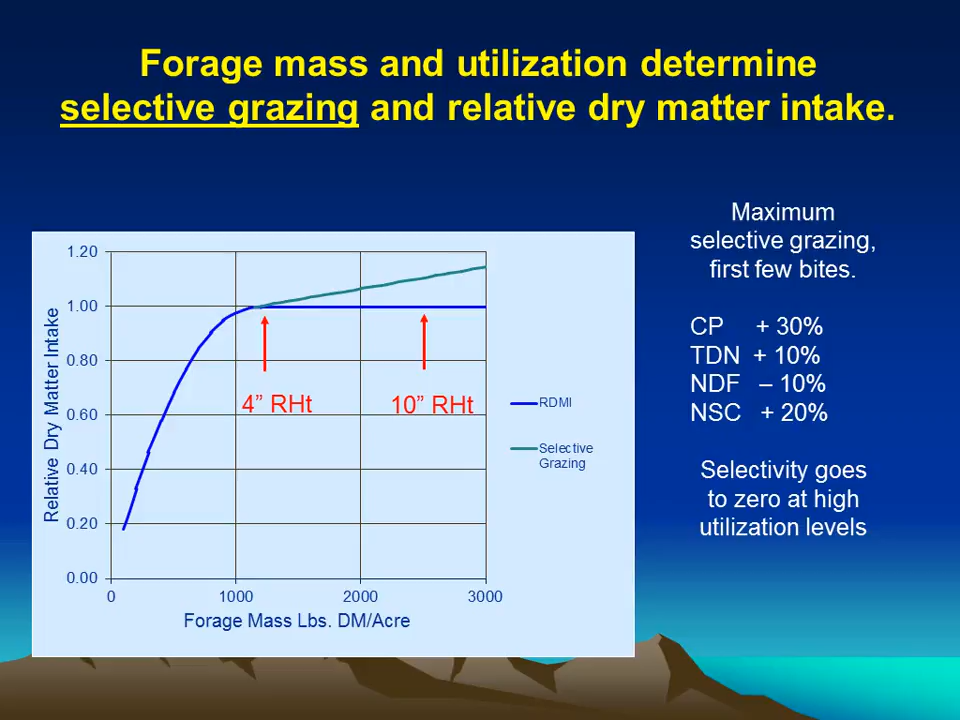 Forage mass and utilization determine
selective grazing and relative dry matter intake.
Maximum
selective grazing,
first few bites.
CP + 30%
TDN + 10%
NDF – 10%
NSC + 20%
Selectivity goes
to zero at high
utilization levels
Relative Dry Matter Intake
1.20
1.00
0.80
0.60
0.40
0.20
0.00
4” RHt
10” RHt
RDMI
Selective
Grazing
0 1000 2000 3000
Forage Mass Lbs. DM/Acre